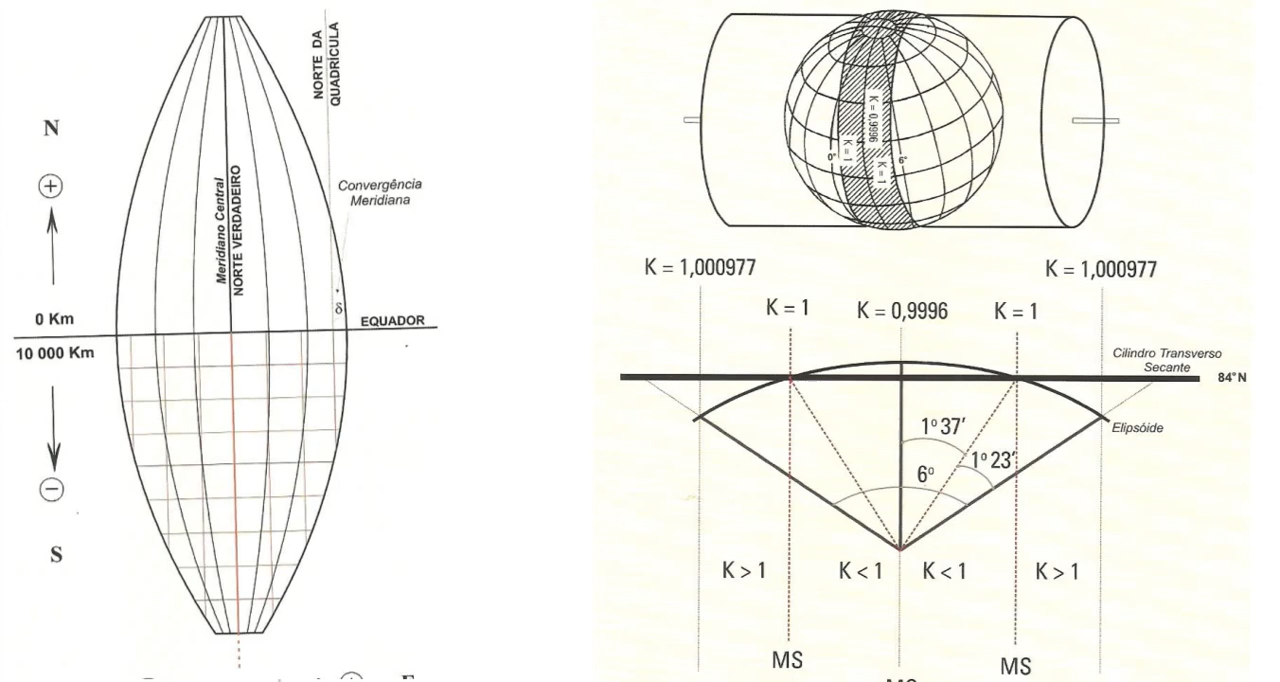 NORTE DA
QUADRÍCULA
N
+
Convergência
Meridiana
Meridiano Central
NORTE VERDADEIRO
δ
0 Km
EQUADOR
10 000 Km
−
S
+
E
K = 0,9996
K = 1
K = 1
0°
6°
K = 1,000977
K = 1,000977
K = 1
K = 0,9996
K = 1
Cilindro Transverso
Secante
84° N
Elipsóide
1° 37'
1° 23'
6°
K > 1
K < 1
K < 1
K > 1
MS
MS